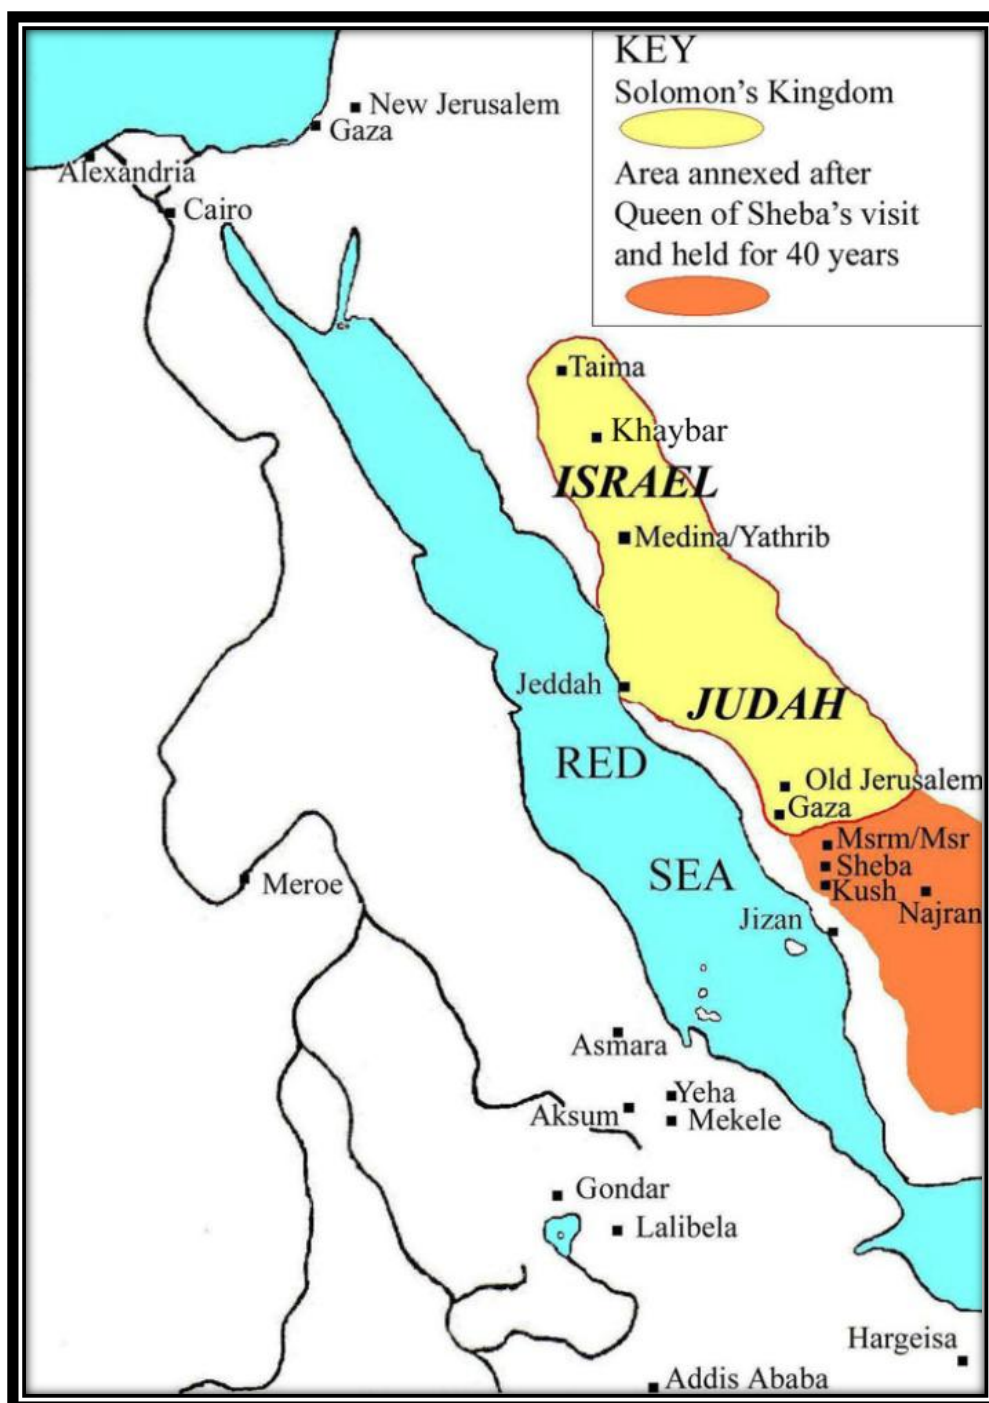 KEY
Solomon's Kingdom
Area annexed after
Queen of Sheba's visit
and held for 40 years
New Jerusalem
Gaza
Alexandria
Cairo
Taima
Khaybar
ISRAEL
Medina/Yathrib
Jeddah
JUDAH
RED
Old Jerusalem
Gaza
Msrm/Msr
SEA
Sheba
Meroe
Kush
Najran
Jizan
Asmara
Yeha
Aksum
Mekele
Gondar
Lalibela
Hargeisa
Addis Ababa